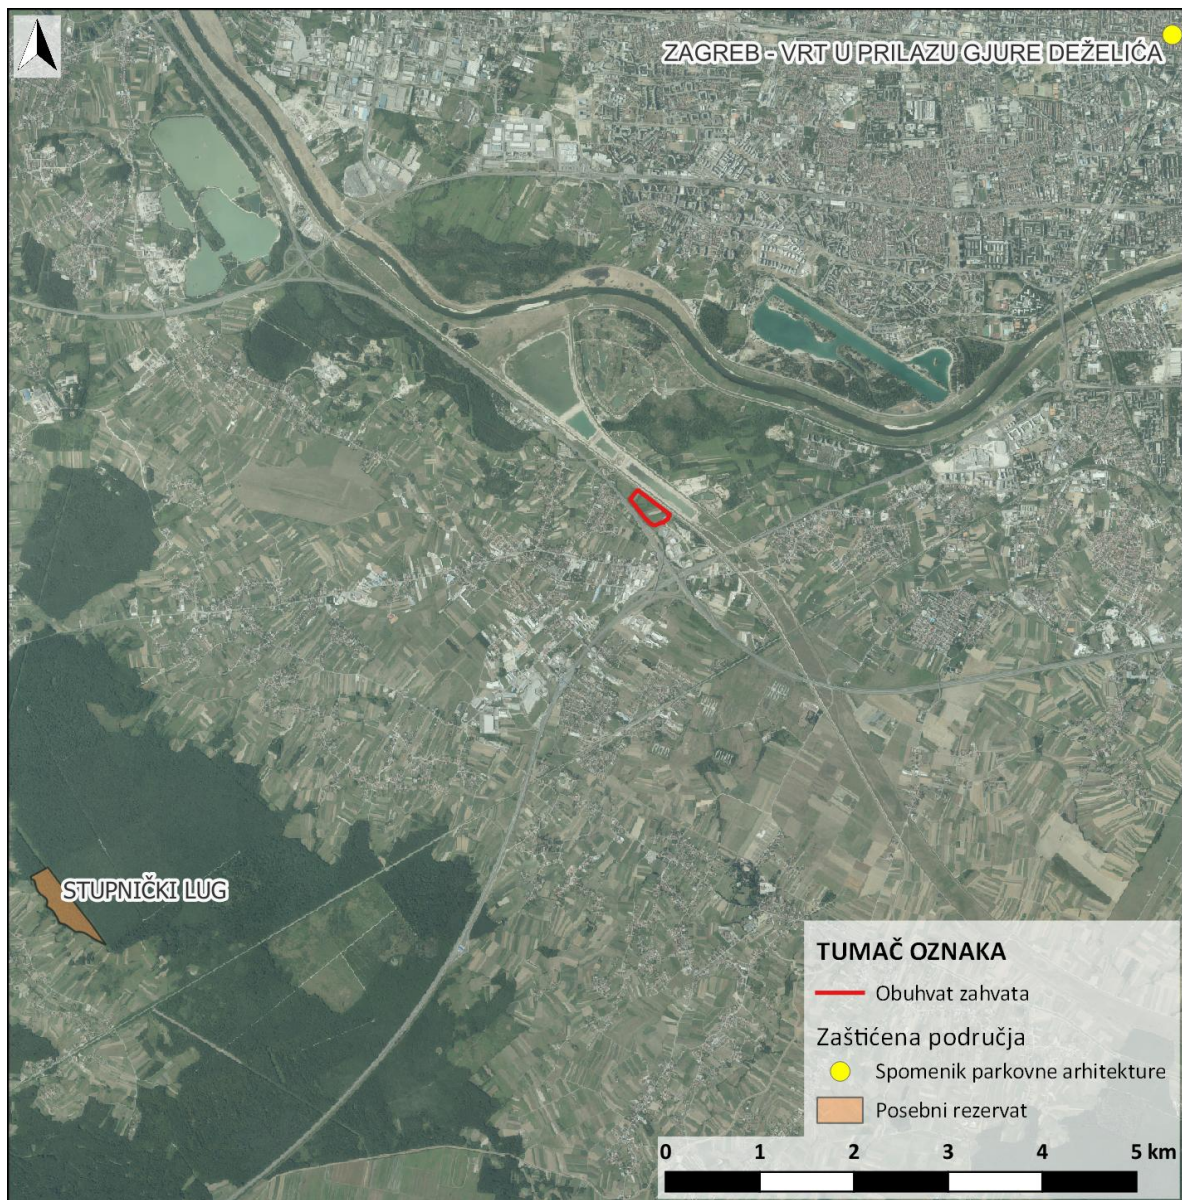 ZAGREB - VRT U PRILAZU GJURE DEŽELIĆA
STUPNIČKI LUG
TUMAČ OZNAKA
Obuhvat zahvata
Zaštićena područja
Spomenik parkovne arhitekture
Posebni rezervat
0 1 2 3 4 5 km